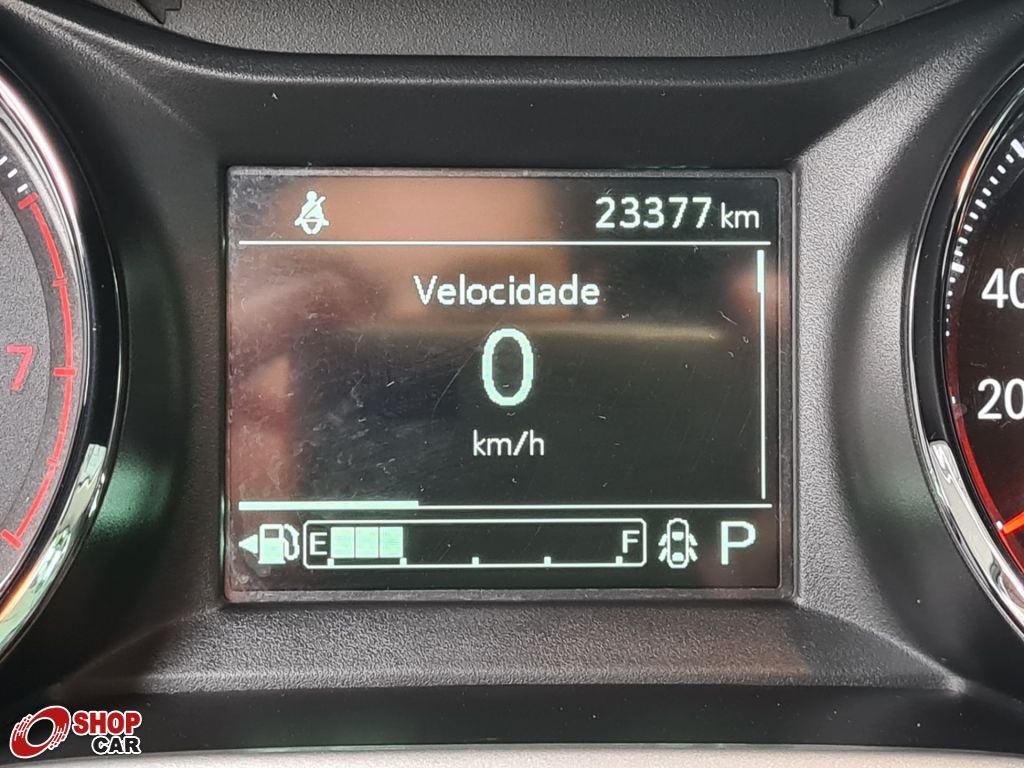 23377 km
Velocidade
0
km/h
E F P
7
40
20
SHOP
CAR